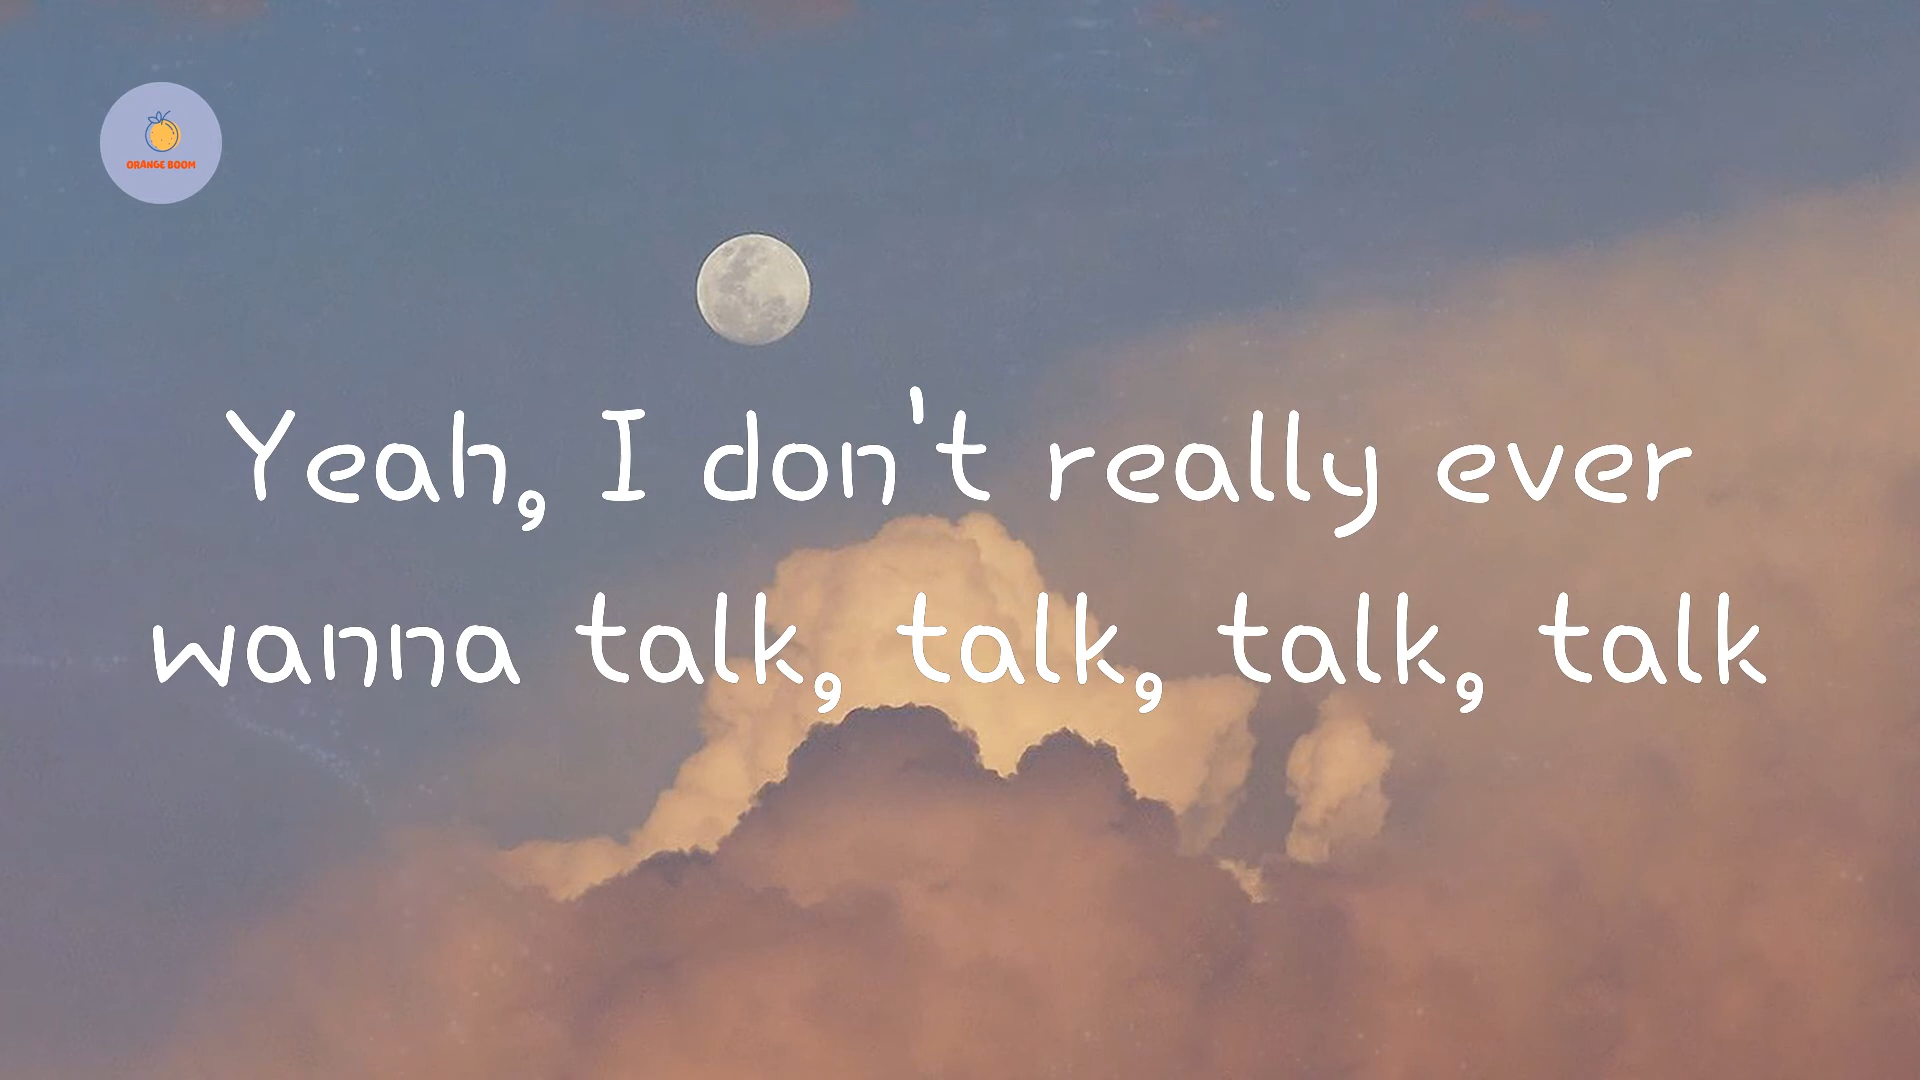 ORANGE BOOM
Yeah, I don't really ever
wanna talk, talk, talk, talk